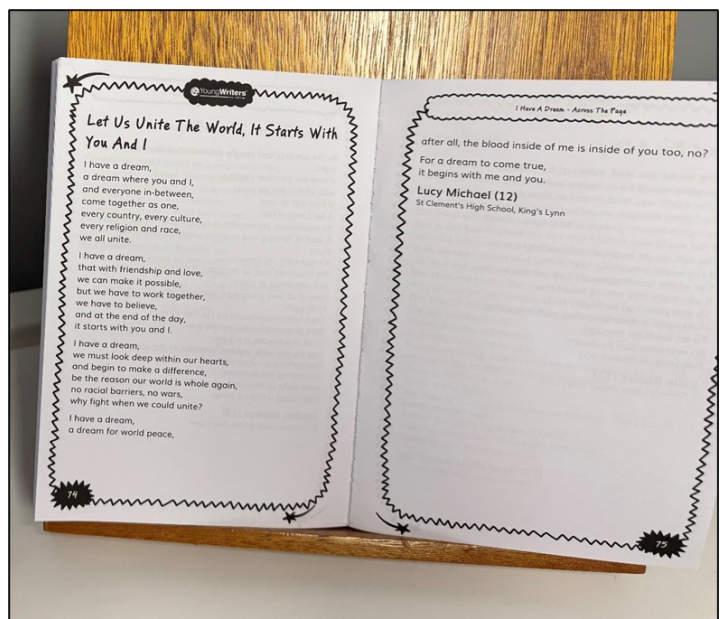 YoungWriters
Let Us Unite The World, It Starts With
You And I
I have a dream,
a dream where you and I,
and everyone in-between,
come together as one,
every country, every culture,
every religion and race,
we all unite.
I have a dream,
that with friendship and love,
we can make it possible,
but we have to work together,
we have to believe,
and at the end of the day,
it starts with you and I.
I have a dream,
we must look deep within our hearts,
and begin to make a difference,
be the reason our world is whole again,
no racial barriers, no wars,
why fight when we could unite?
I have a dream,
a dream for world peace,
74
I Have A Dream - Across The Page
after all, the blood inside of me is inside of you too, no?
For a dream to come true,
it begins with me and you.
Lucy Michael (12)
St Clement's High School, King's Lynn
75